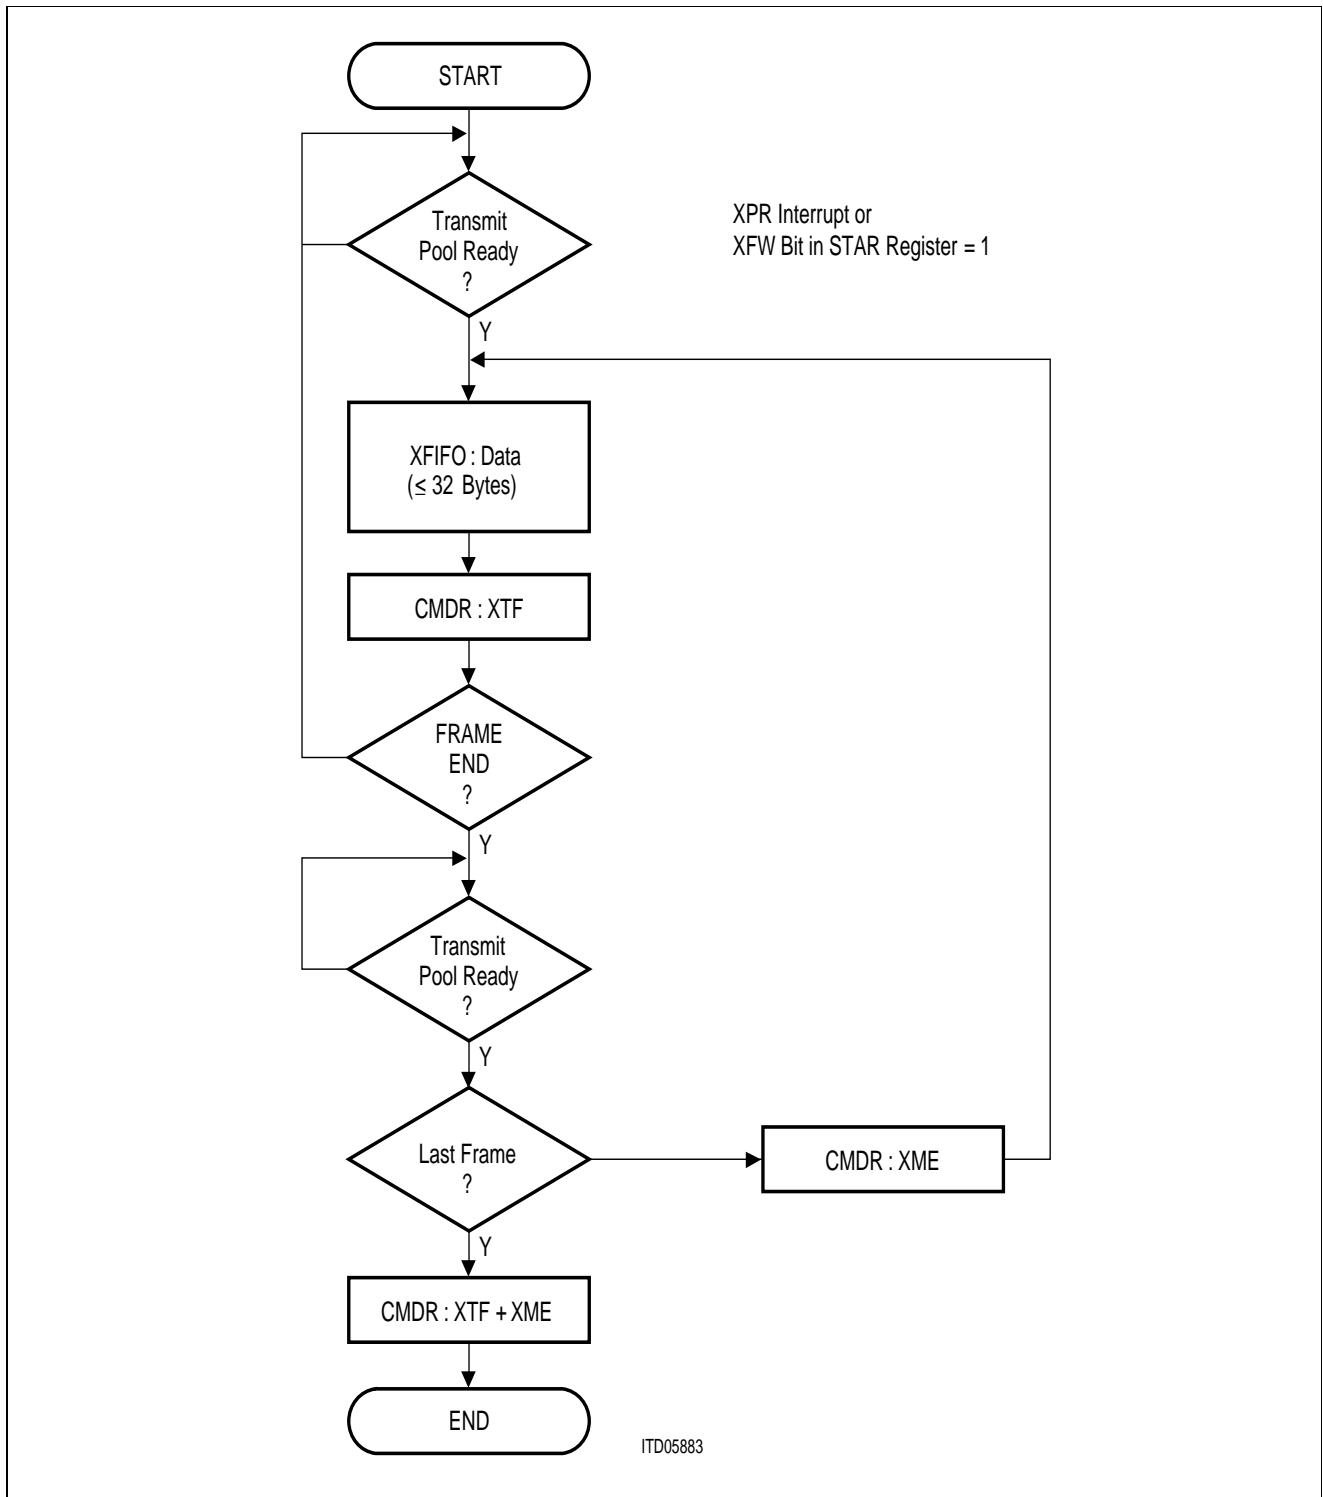 START
Transmit
Pool Ready
?
XPR Interrupt or
XFW Bit in STAR Register = 1
Y
XFIFO : Data
(≤ 32 Bytes)
CMDR : XTF
FRAME
END
?
Y
Transmit
Pool Ready
?
Y
Last Frame
?
CMDR : XME
Y
CMDR : XTF + XME
END
ITD05883